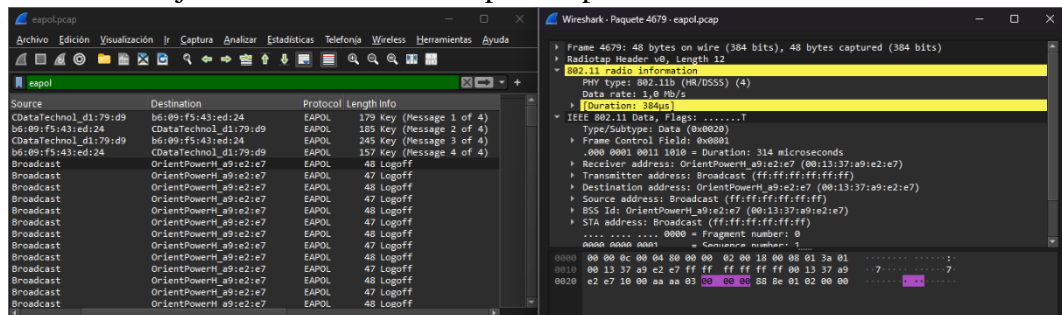 eapol.pcap
Archivo Edición Visualización Ir Captura Analizar Estadísticas Telefonía Wireless Herramientas Ayuda
eapol
Source Destination Protocol Length Info
CDataTechnol_d1:79:d9 b6:09:f5:43:ed:24 EAPOL 179 Key (Message 1 of 4)
b6:09:f5:43:ed:24 CDataTechnol_d1:79:d9 EAPOL 185 Key (Message 2 of 4)
CDataTechnol_d1:79:d9 b6:09:f5:43:ed:24 EAPOL 245 Key (Message 3 of 4)
b6:09:f5:43:ed:24 CDataTechnol_d1:79:d9 EAPOL 157 Key (Message 4 of 4)
Broadcast OrientPowerH_a9:e2:e7 EAPOL 48 Logoff
Broadcast OrientPowerH_a9:e2:e7 EAPOL 47 Logoff
Broadcast OrientPowerH_a9:e2:e7 EAPOL 48 Logoff
Broadcast OrientPowerH_a9:e2:e7 EAPOL 47 Logoff
Broadcast OrientPowerH_a9:e2:e7 EAPOL 48 Logoff
Broadcast OrientPowerH_a9:e2:e7 EAPOL 47 Logoff
Broadcast OrientPowerH_a9:e2:e7 EAPOL 48 Logoff
Broadcast OrientPowerH_a9:e2:e7 EAPOL 47 Logoff
Broadcast OrientPowerH_a9:e2:e7 EAPOL 48 Logoff
Broadcast OrientPowerH_a9:e2:e7 EAPOL 47 Logoff
Broadcast OrientPowerH_a9:e2:e7 EAPOL 48 Logoff
Broadcast OrientPowerH_a9:e2:e7 EAPOL 47 Logoff
Broadcast OrientPowerH_a9:e2:e7 EAPOL 48 Logoff
Wireshark · Paquete 4679 · eapol.pcap
Frame 4679: 48 bytes on wire (384 bits), 48 bytes captured (384 bits)
Radiotap Header v0, Length 12
802.11 radio information
PHY type: 802.11b (HR/DSSS) (4)
Data rate: 1,0 Mb/s
[Duration: 384µs]
IEEE 802.11 Data, Flags: .......T
Type/Subtype: Data (0x0020)
Frame Control Field: 0x0801
.000 0001 0011 1010 = Duration: 314 microseconds
Receiver address: OrientPowerH_a9:e2:e7 (00:13:37:a9:e2:e7)
Transmitter address: Broadcast (ff:ff:ff:ff:ff:ff)
Destination address: OrientPowerH_a9:e2:e7 (00:13:37:a9:e2:e7)
Source address: Broadcast (ff:ff:ff:ff:ff:ff)
BSS Id: OrientPowerH_a9:e2:e7 (00:13:37:a9:e2:e7)
STA address: Broadcast (ff:ff:ff:ff:ff:ff)
.... .... .... 0000 = Fragment number: 0
0000 0000 0001 .... = Sequence number: 1
0000 00 00 0c 00 04 80 00 00 02 00 18 00 08 01 3a 01 ········ ······:·
0010 00 13 37 a9 e2 e7 ff ff ff ff ff ff 00 13 37 a9 ··7····· ······7·
0020 e2 e7 10 00 aa aa 03 00 00 00 88 8e 01 02 00 00 ········ ········